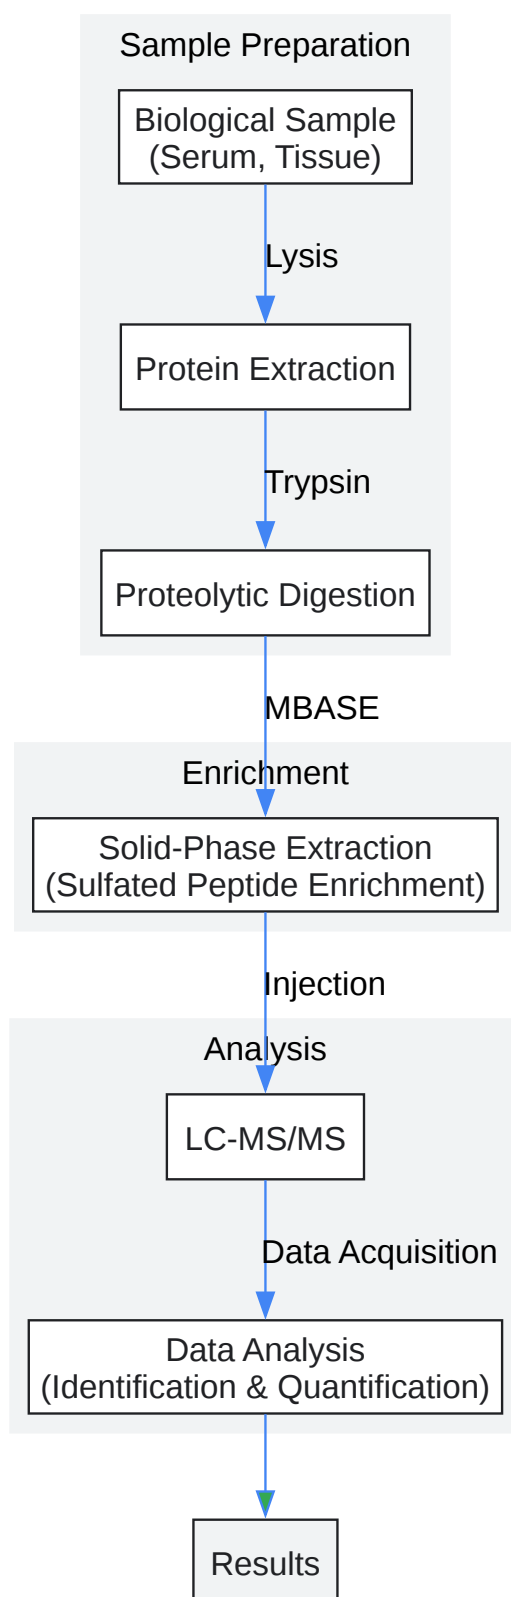 Sample Preparation
Biological Sample
(Serum, Tissue)
Lysis
Protein Extraction
Trypsin
Proteolytic Digestion
MBASE
Enrichment
Solid-Phase Extraction
(Sulfated Peptide Enrichment)
Injection
Analysis
LC-MS/MS
Data Acquisition
Data Analysis
(Identification & Quantification)
Results